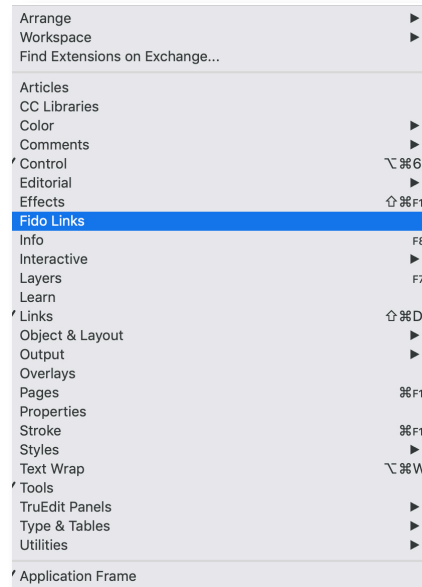 Arrange
Workspace
Find Extensions on Exchange...
Articles
CC Libraries
Color
Comments
Control ⌥⌘6
Editorial
Effects ⇧⌘F1
Fido Links
Info F8
Interactive
Layers F7
Learn
Links ⇧⌘D
Object & Layout
Output
Overlays
Pages ⌘F1
Properties
Stroke ⌘F1
Styles
Text Wrap ⌥⌘W
Tools
TruEdit Panels
Type & Tables
Utilities
Application Frame